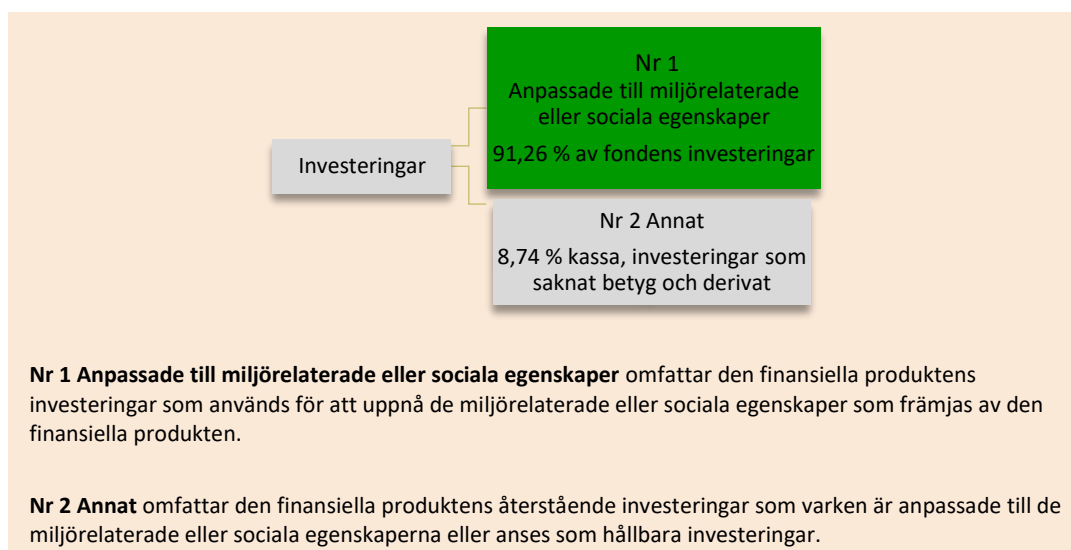 Nr 1
Anpassade till miljörelaterade
eller sociala egenskaper
91,26 % av fondens investeringar
Investeringar
Nr 2 Annat
8,74 % kassa, investeringar som
saknat betyg och derivat
Nr 1 Anpassade till miljörelaterade eller sociala egenskaper omfattar den finansiella produktens
investeringar som används för att uppnå de miljörelaterade eller sociala egenskaper som främjas av den
finansiella produkten.
Nr 2 Annat omfattar den finansiella produktens återstående investeringar som varken är anpassade till de
miljörelaterade eller sociala egenskaperna eller anses som hållbara investeringar.